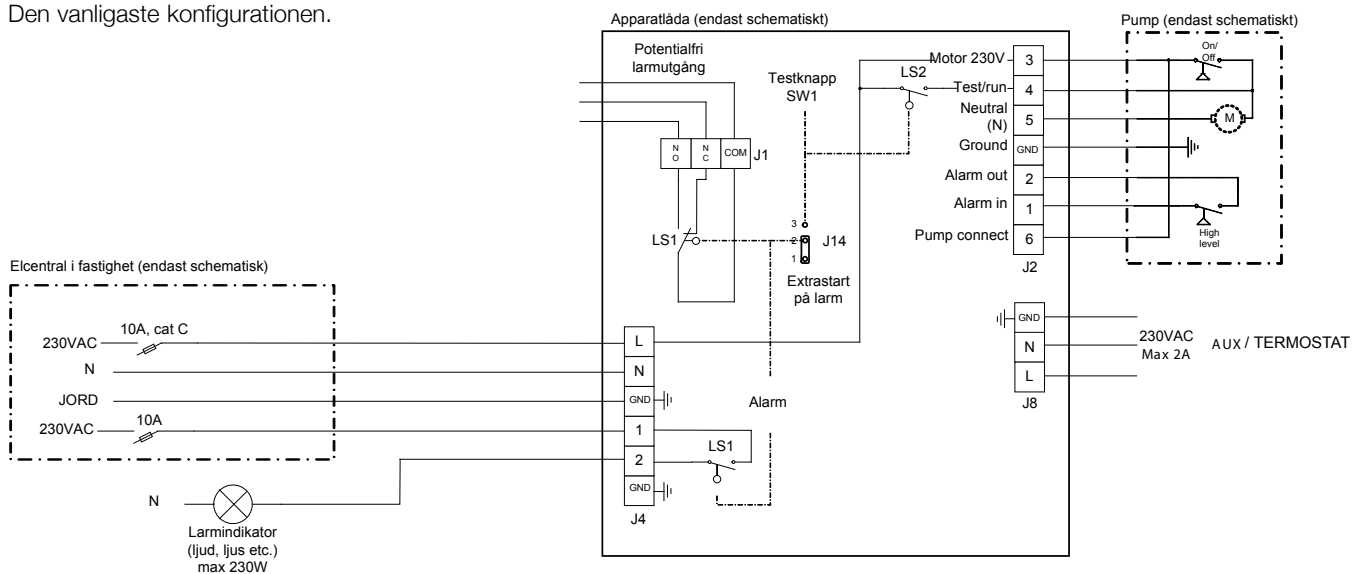 Den vanligaste konfigurationen.
Apparatlåda (endast schematiskt)
Pump (endast schematiskt)
Potentialfri
larmutgång
Testknapp
SW1
LS2
Motor 230V
3
Test/run
4
Neutral
(N)
5
Ground
GND
Alarm out
2
Alarm in
1
Pump connect
6
J2
On/
Off
M
High
level
NO
NC
COM
J1
LS1
3
2
1
J14
Extrastart
på larm
Elcentral i fastighet (endast schematisk)
230VAC
10A, cat C
N
JORD
230VAC
10A
L
N
GND
1
2
GND
J4
LS1
Alarm
GND
N
L
J8
230VAC
Max 2A
AUX / TERMOSTAT
N
Larmindikator
(ljud, ljus etc.)
max 230W